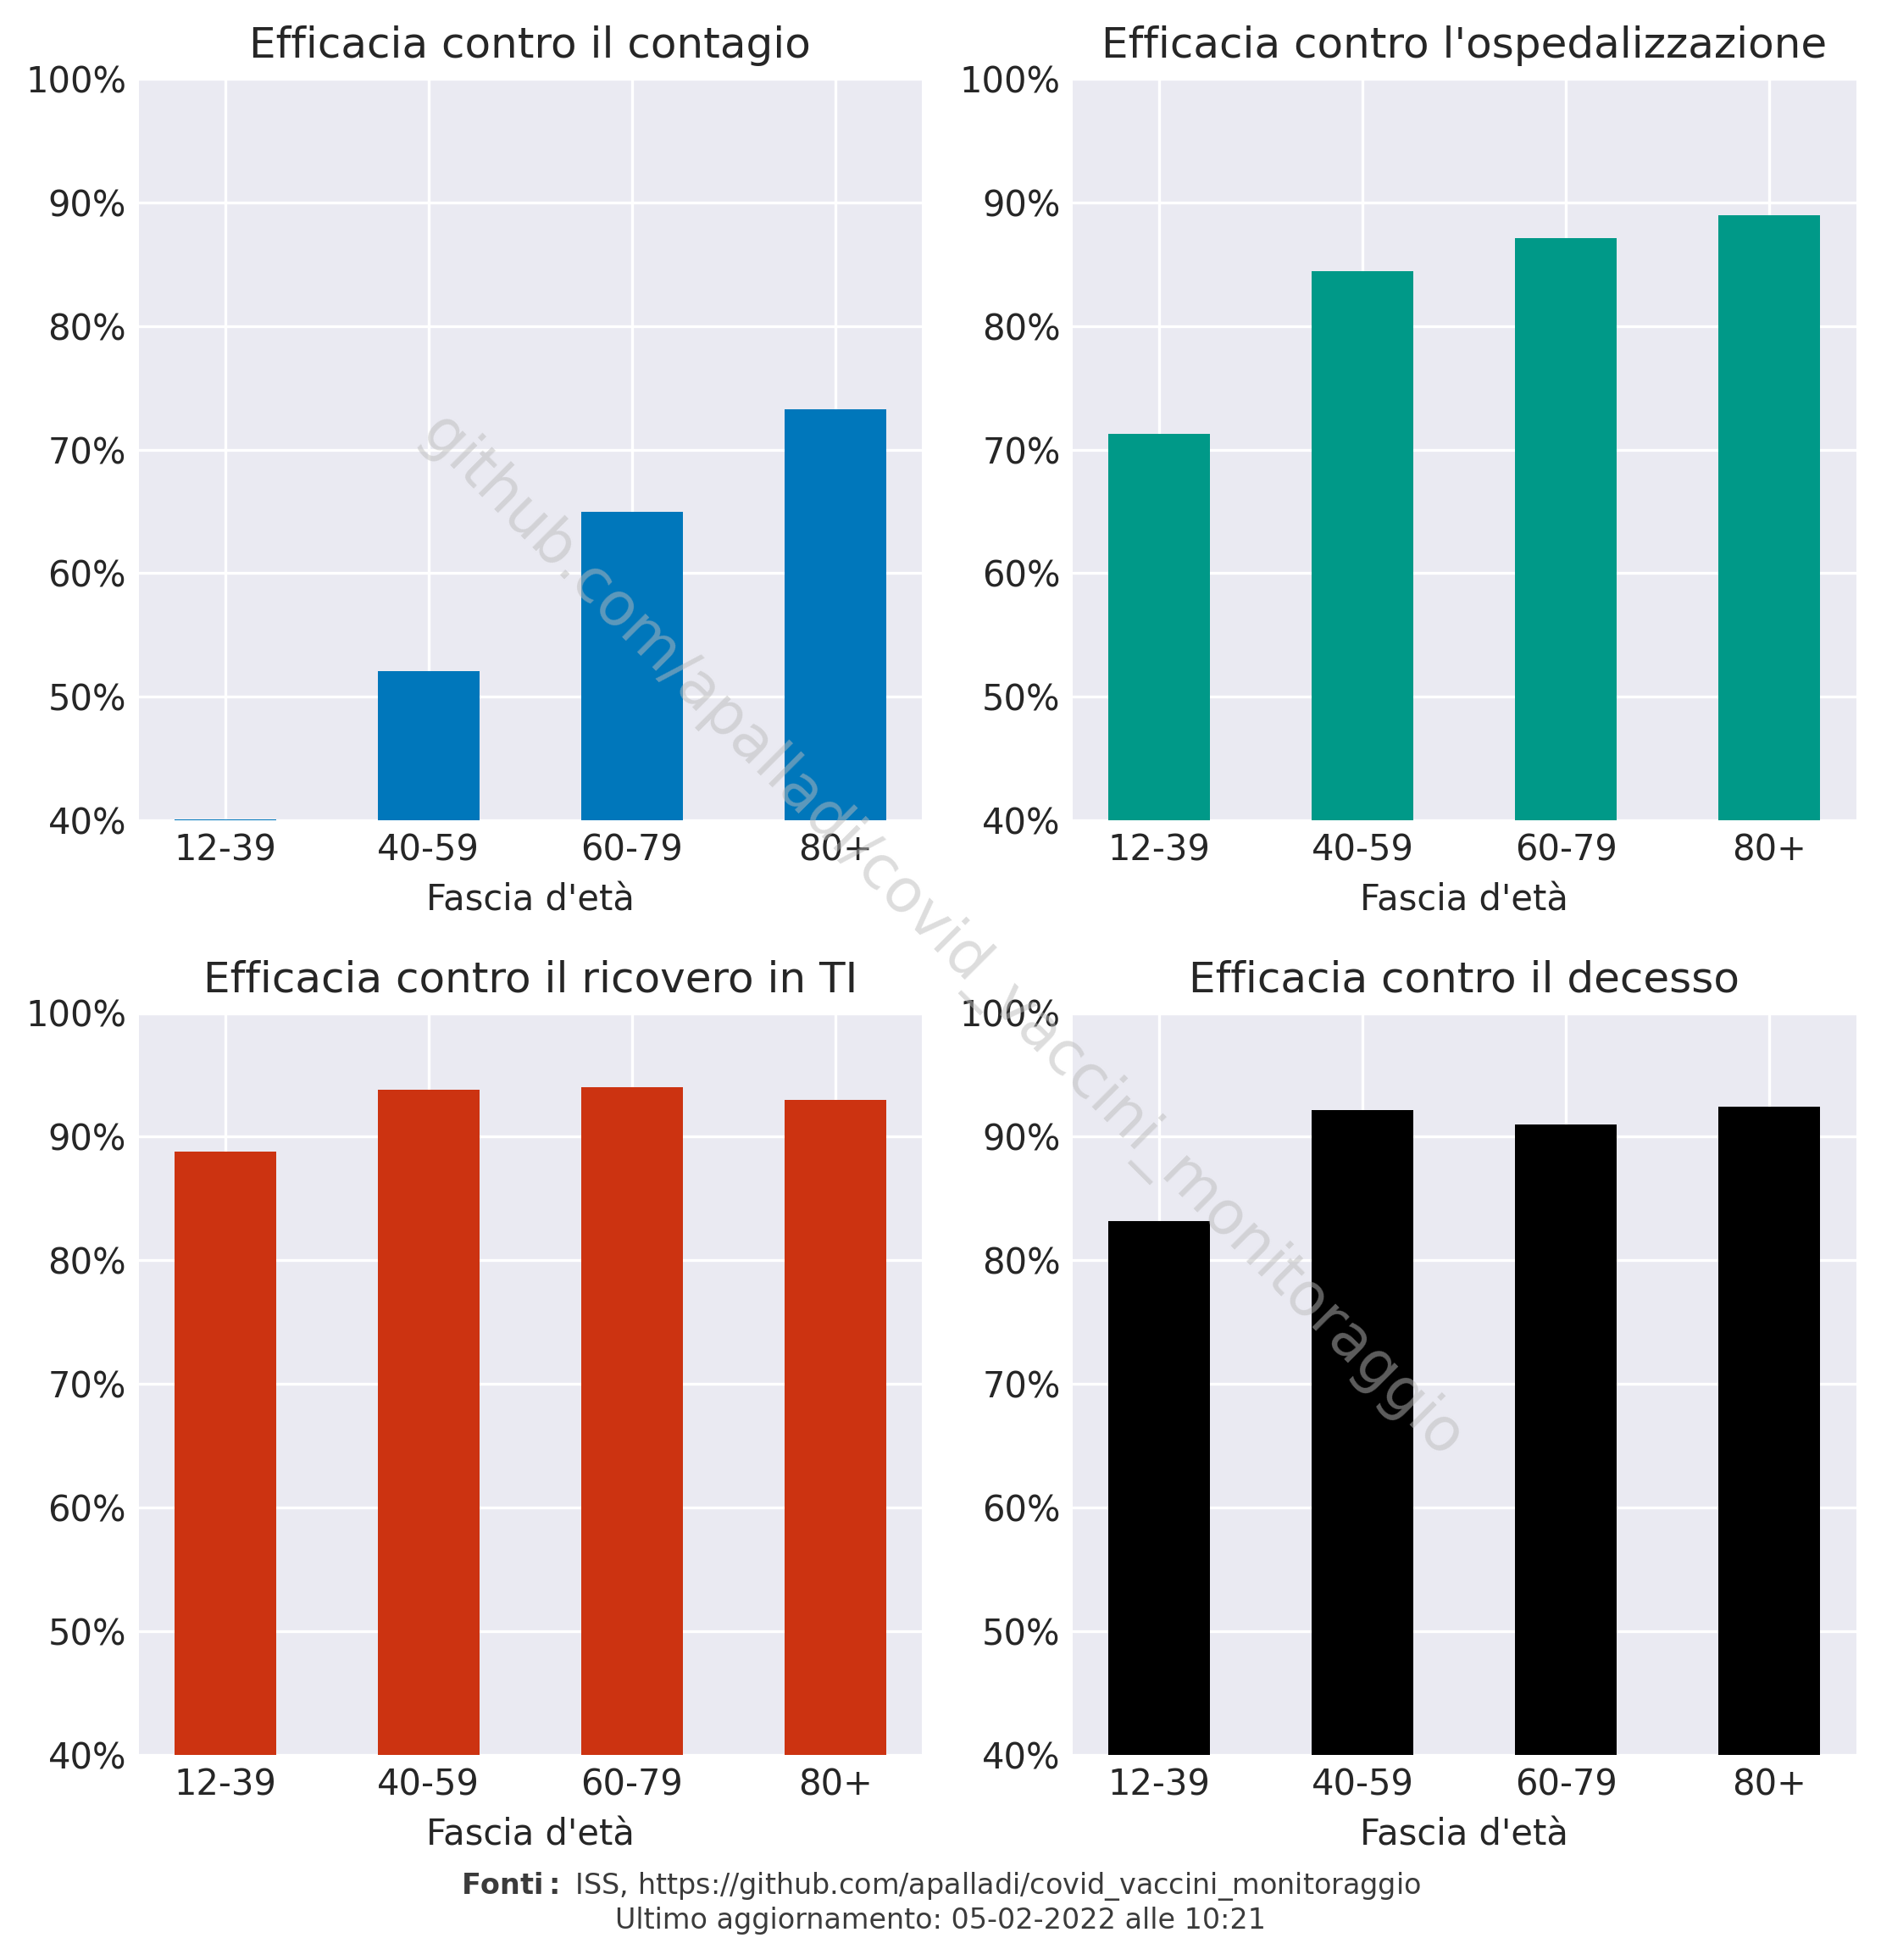 Efficacia contro il contagio
100%
90%
80%
70%
60%
50%
40%
12-39 40-59 60-79 80+
Fascia d'età
Efficacia contro l'ospedalizzazione
100%
90%
80%
70%
60%
50%
40%
12-39 40-59 60-79 80+
Fascia d'età
Efficacia contro il ricovero in TI
100%
90%
80%
70%
60%
50%
40%
12-39 40-59 60-79 80+
Fascia d'età
Efficacia contro il decesso
100%
90%
80%
70%
60%
50%
40%
12-39 40-59 60-79 80+
Fascia d'età
github.com/apalladi/covid_vaccini_monitoraggio
Fonti: ISS, https://github.com/apalladi/covid_vaccini_monitoraggio
Ultimo aggiornamento: 05-02-2022 alle 10:21